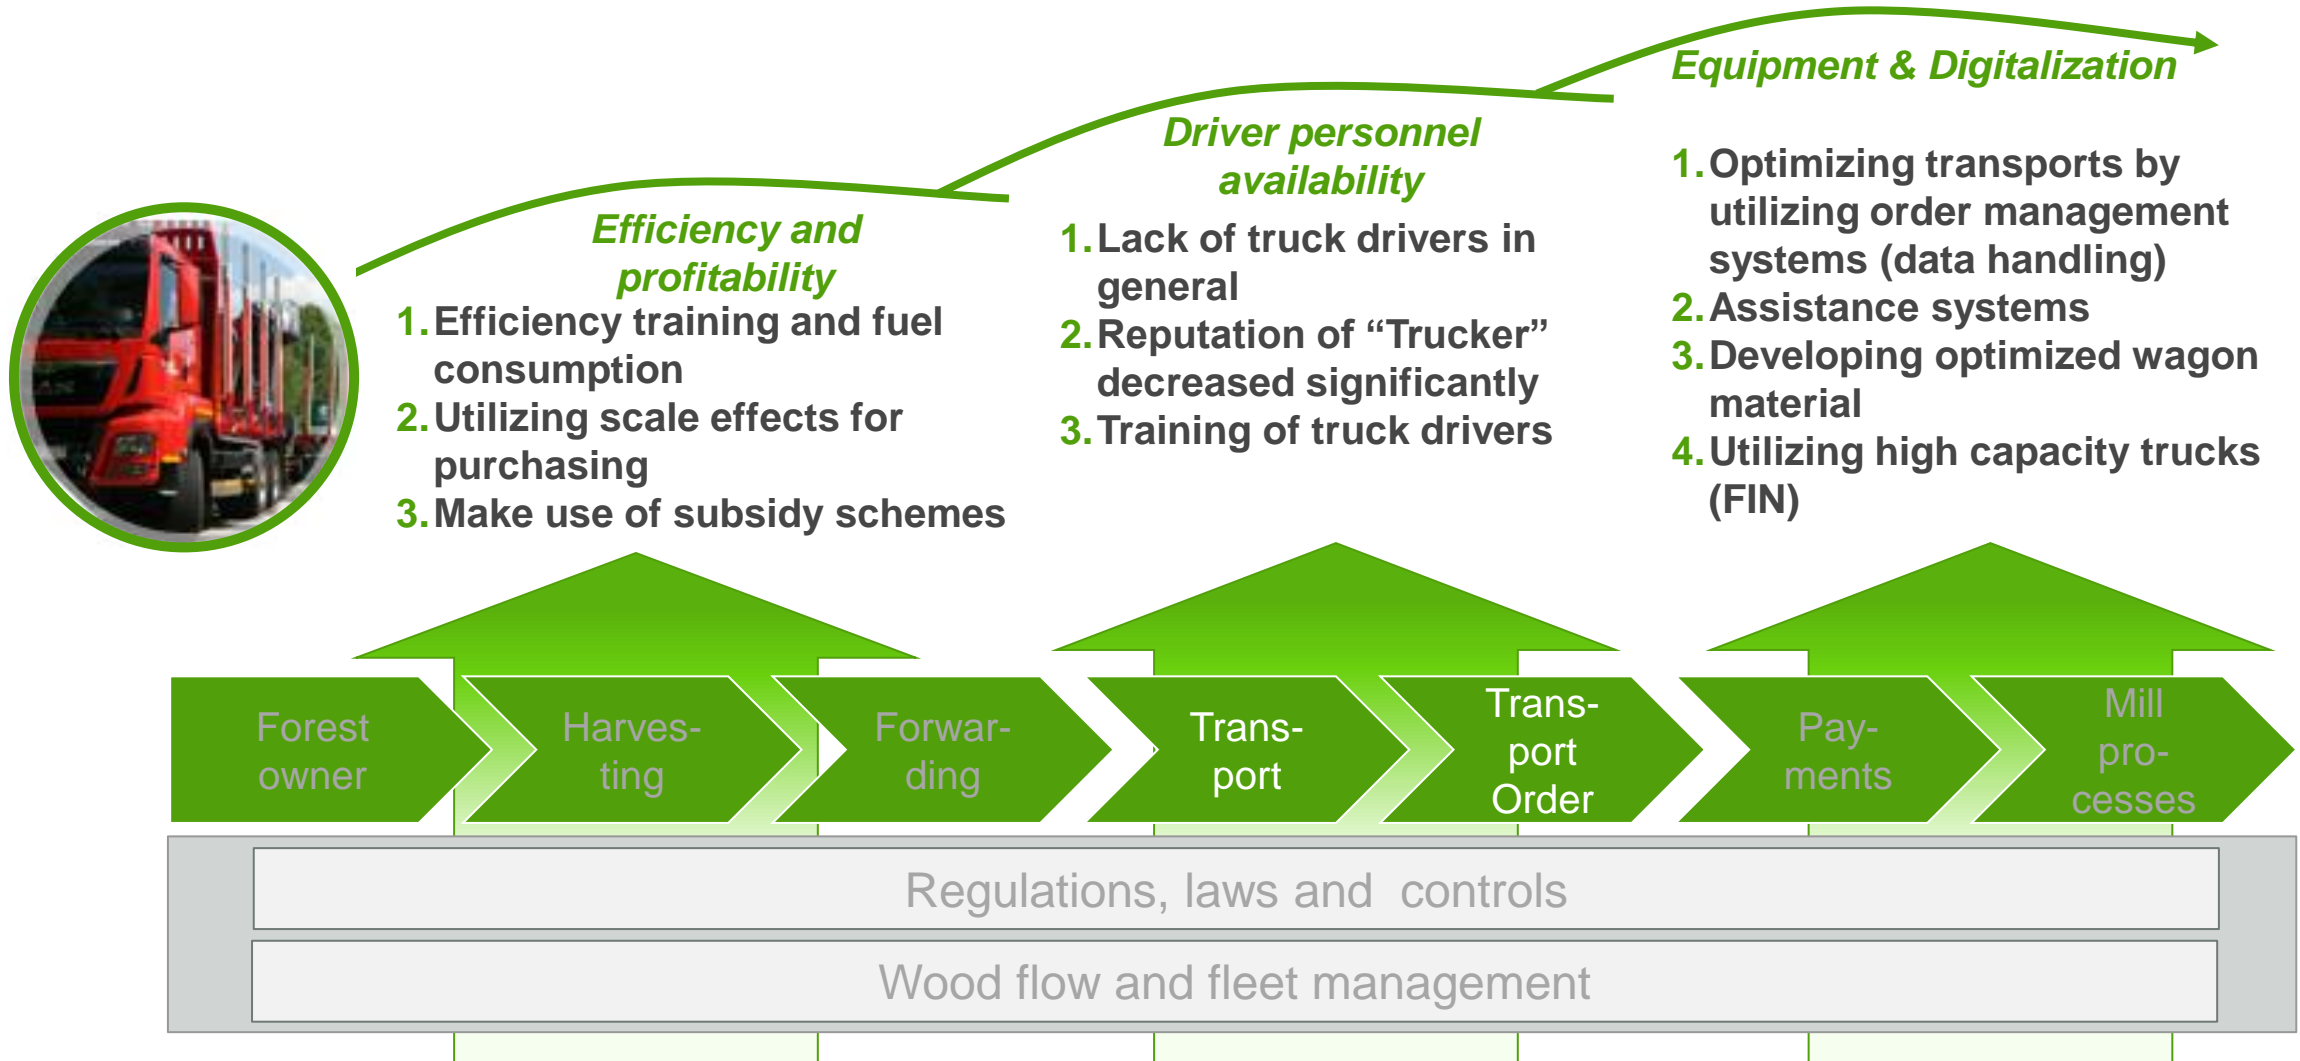 Equipment & Digitalization
1. Optimizing transports by
utilizing order management
systems (data handling)
2. Assistance systems
3. Developing optimized wagon
material
4. Utilizing high capacity trucks
(FIN)
Driver personnel
availability
1. Lack of truck drivers in
general
2. Reputation of “Trucker”
decreased significantly
3. Training of truck drivers
Efficiency and
profitability
1. Efficiency training and fuel
consumption
2. Utilizing scale effects for
purchasing
3. Make use of subsidy schemes
Forest
owner
Harves-
ting
Forwar-
ding
Trans-
port
Trans-
port
Order
Pay-
ments
Mill
pro-
cesses
Regulations, laws and controls
Wood flow and fleet management